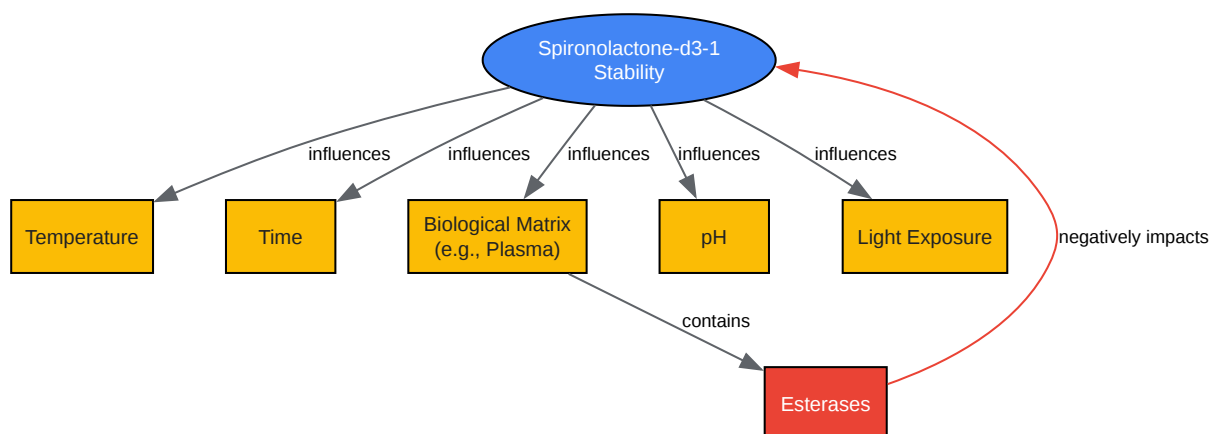 Spironolactone-d3-1
Stability
influences
influences
influences
influences
influences
Temperature
Time
Biological Matrix
(e.g., Plasma)
pH
Light Exposure
negatively impacts
contains
Esterases